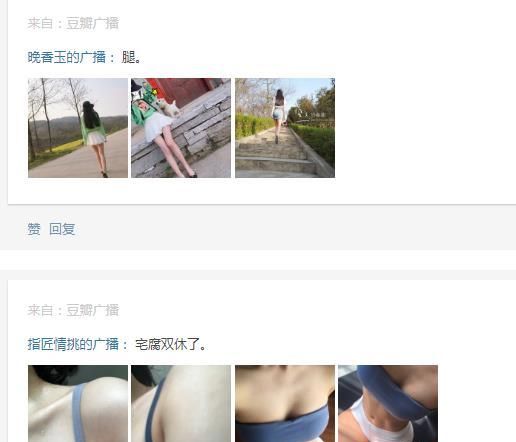 来自：豆瓣广播
晚香玉的广播： 腿。
赞 回复
来自：豆瓣广播
指匠情挑的广播： 宅腐双休了。